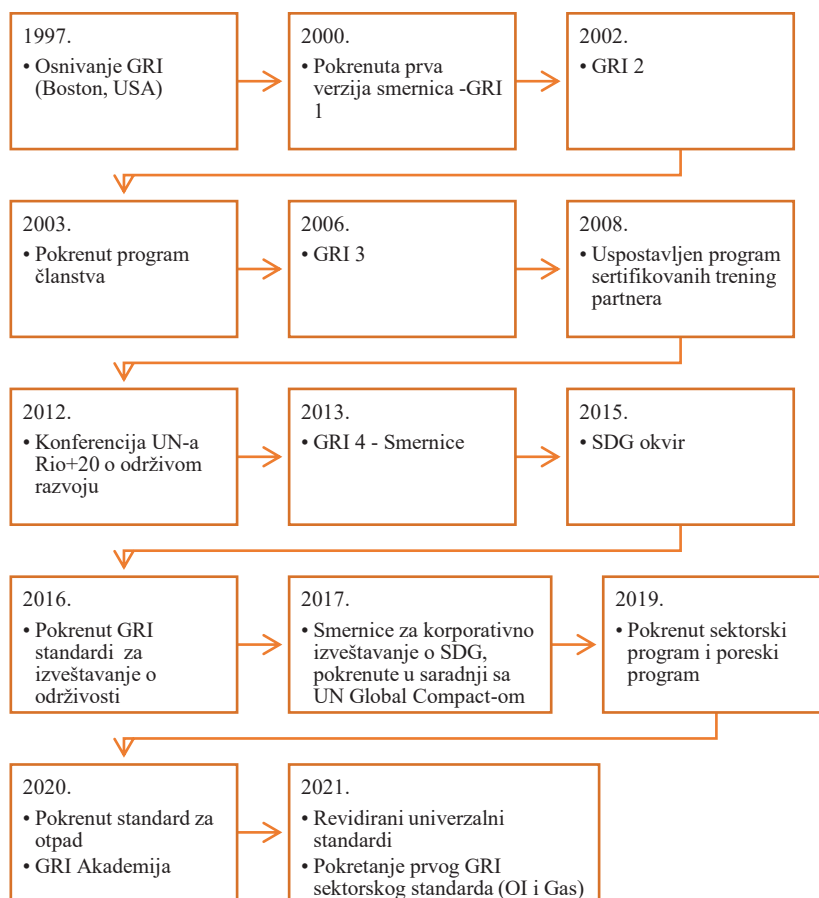 1997.
• Osnivanje GRI
(Boston, USA)
2000.
• Pokrenuta prva
verzija smernica -GRI
1
2002.
• GRI 2
2003.
• Pokrenut program
članstva
2006.
• GRI 3
2008.
• Uspostavljen program
sertifikovanih trening
partnera
2012.
• Konferencija UN-a
Rio+20 o održivom
razvoju
2013.
• GRI 4 - Smernice
2015.
• SDG okvir
2016.
• Pokrenut GRI
standardi za
izveštavanje o
održivosti
2017.
• Smernice za korporativno
izveštavanje o SDG,
pokrenute u saradnji sa
UN Global Compact-om
2019.
• Pokrenut sektorski
program i poreski
program
2020.
• Pokrenut standard za
otpad
• GRI Akademija
2021.
• Revidirani univerzalni
standardi
• Pokretanje prvog GRI
sektorskog standarda (OI i Gas)